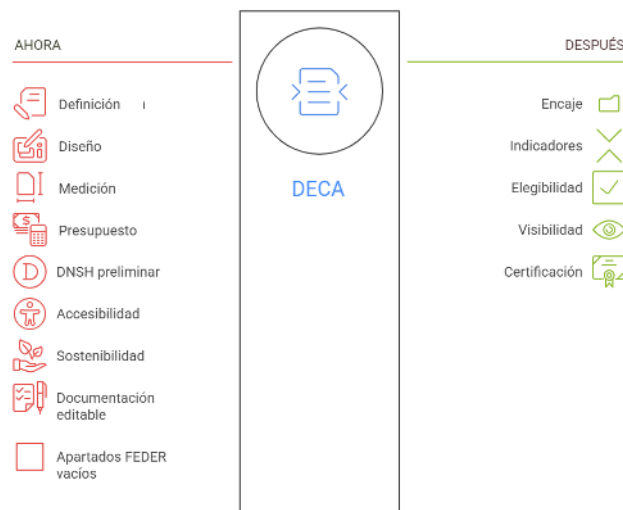 AHORA
Definición
Diseño
Medición
Presupuesto
DNSH preliminar
Accesibilidad
Sostenibilidad
Documentación
editable
Apartados FEDER
vacíos
DECA
DESPUÉS
Encaje
Indicadores
Elegibilidad
Visibilidad
Certificación